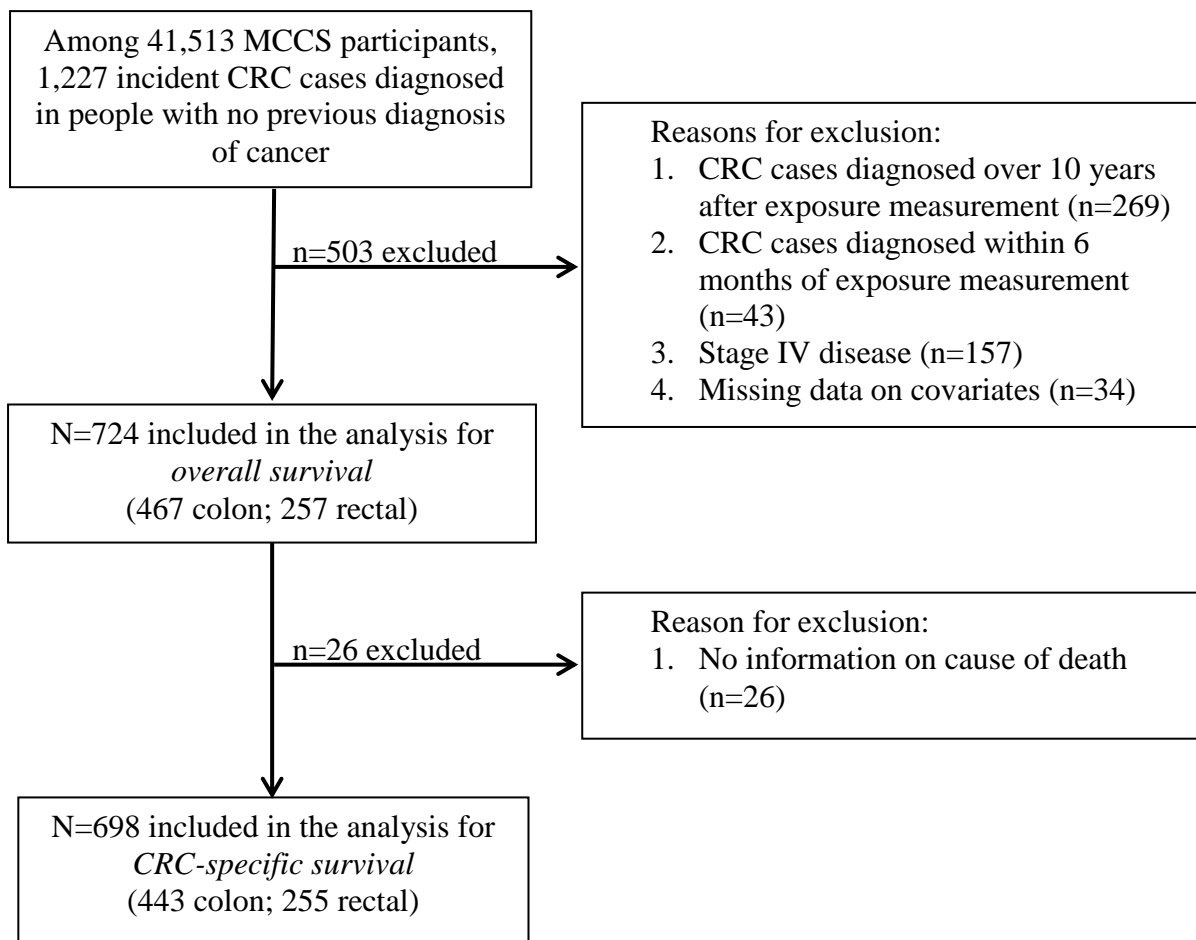 Among 41,513 MCCS participants,
1,227 incident CRC cases diagnosed
in people with no previous diagnosis
of cancer
n=503 excluded
Reasons for exclusion:
1. CRC cases diagnosed over 10 years
after exposure measurement (n=269)
2. CRC cases diagnosed within 6
months of exposure measurement
(n=43)
3. Stage IV disease (n=157)
4. Missing data on covariates (n=34)
N=724 included in the analysis for
overall survival
(467 colon; 257 rectal)
n=26 excluded
Reason for exclusion:
1. No information on cause of death
(n=26)
N=698 included in the analysis for
CRC-specific survival
(443 colon; 255 rectal)